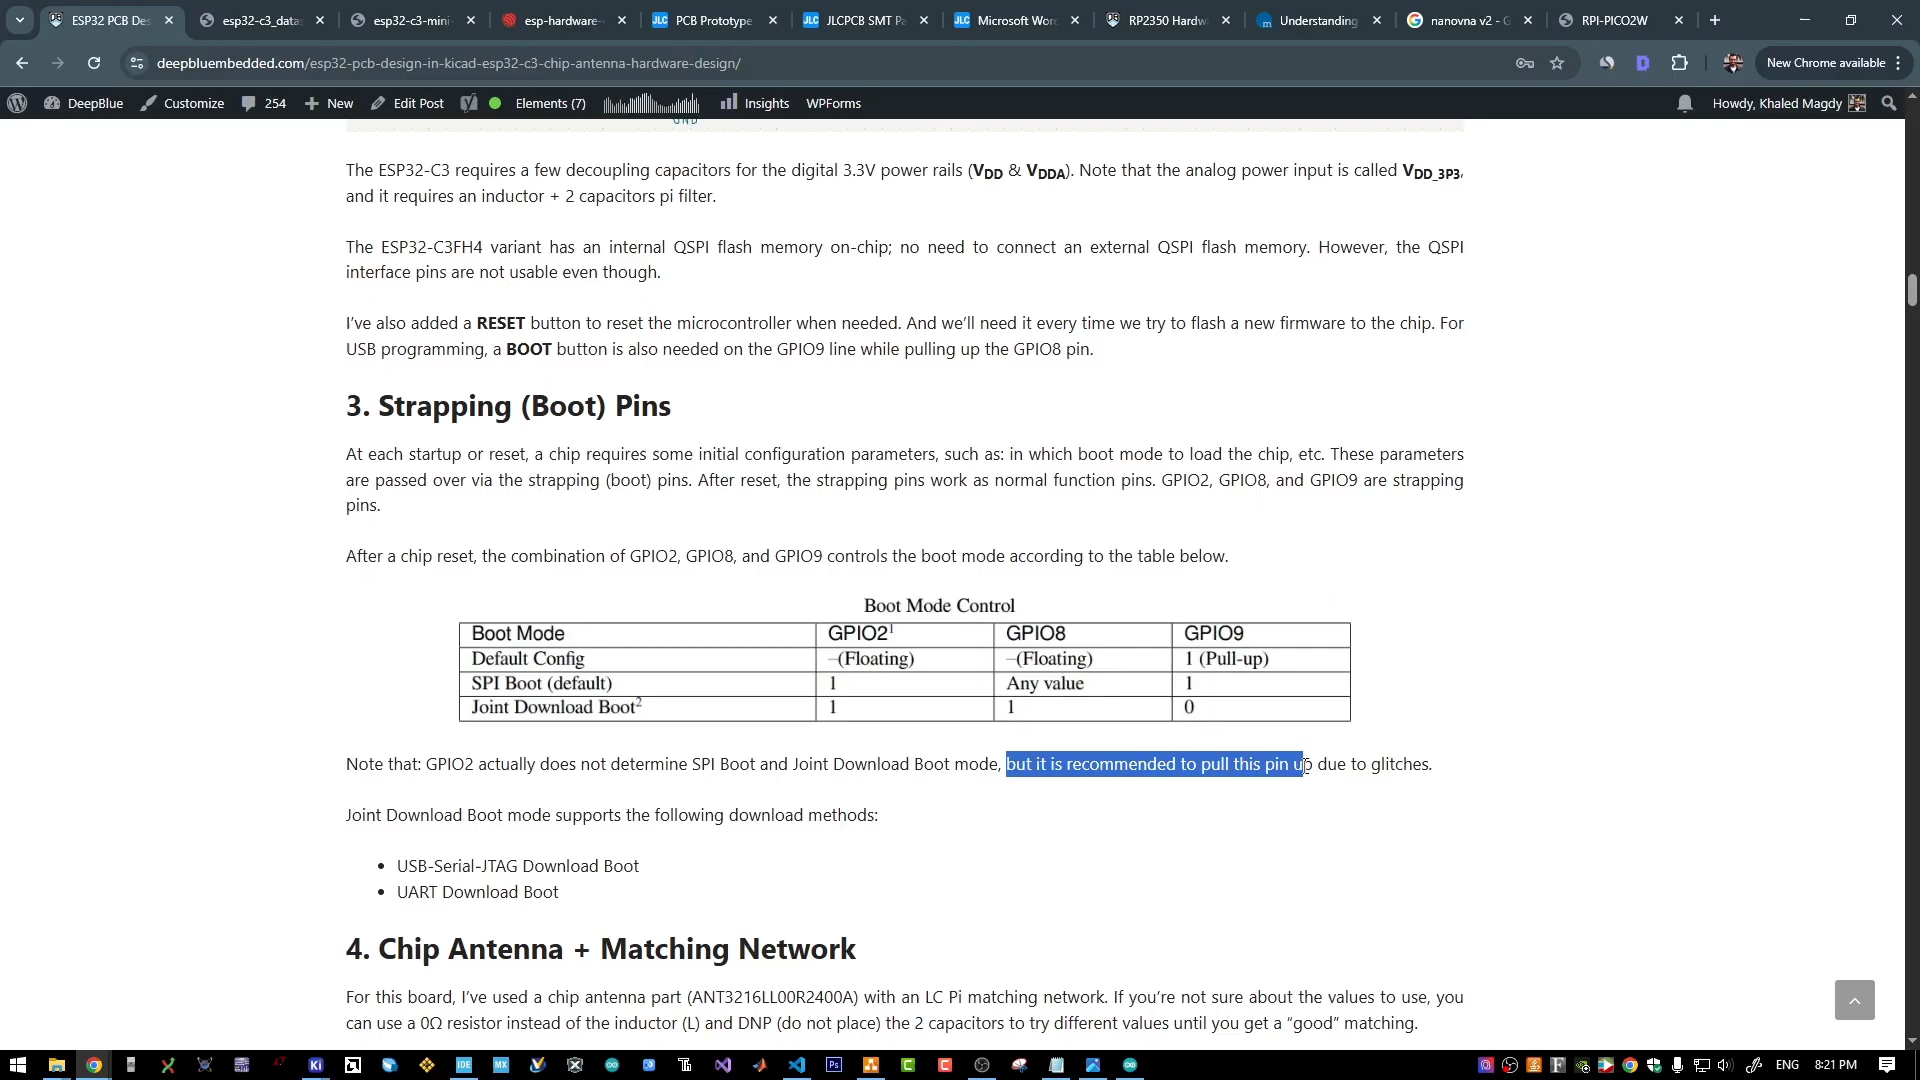 ESP32 PCB Des
esp32-c3_datas
esp32-c3-mini-
esp-hardware-
JLC PCB Prototype
JLC JLCPCB SMT Pa
JLC Microsoft Wor
RP2350 Hardw
Understanding
nanovna v2 - G
RPI-PICO2W
deepbluembedded.com/esp32-pcb-design-in-kicad-esp32-c3-chip-antenna-hardware-design/
New Chrome available
DeepBlue
Customize
254
New
Edit Post
Elements (7)
Insights
WPForms
Howdy, Khaled Magdy
GND
The ESP32-C3 requires a few decoupling capacitors for the digital 3.3V power rails (VDD & VDDA). Note that the analog power input is called VDD_3P3,
and it requires an inductor + 2 capacitors pi filter.
The ESP32-C3FH4 variant has an internal QSPI flash memory on-chip; no need to connect an external QSPI flash memory. However, the QSPI
interface pins are not usable even though.
I've also added a RESET button to reset the microcontroller when needed. And we'll need it every time we try to flash a new firmware to the chip. For
USB programming, a BOOT button is also needed on the GPIO9 line while pulling up the GPIO8 pin.
3. Strapping (Boot) Pins
At each startup or reset, a chip requires some initial configuration parameters, such as: in which boot mode to load the chip, etc. These parameters
are passed over via the strapping (boot) pins. After reset, the strapping pins work as normal function pins. GPIO2, GPIO8, and GPIO9 are strapping
pins.
After a chip reset, the combination of GPIO2, GPIO8, and GPIO9 controls the boot mode according to the table below.
Boot Mode Control
Boot Mode GPIO2¹ GPIO8 GPIO9
Default Config –(Floating) –(Floating) 1 (Pull-up)
SPI Boot (default) 1 Any value 1
Joint Download Boot² 1 1 0
Note that: GPIO2 actually does not determine SPI Boot and Joint Download Boot mode, but it is recommended to pull this pin up due to glitches.
Joint Download Boot mode supports the following download methods:
• USB-Serial-JTAG Download Boot
• UART Download Boot
4. Chip Antenna + Matching Network
For this board, I've used a chip antenna part (ANT3216LL00R2400A) with an LC Pi matching network. If you're not sure about the values to use, you
can use a 0Ω resistor instead of the inductor (L) and DNP (do not place) the 2 capacitors to try different values until you get a “good” matching.
Ki
IDE
MX
Ps
ENG
8:21 PM